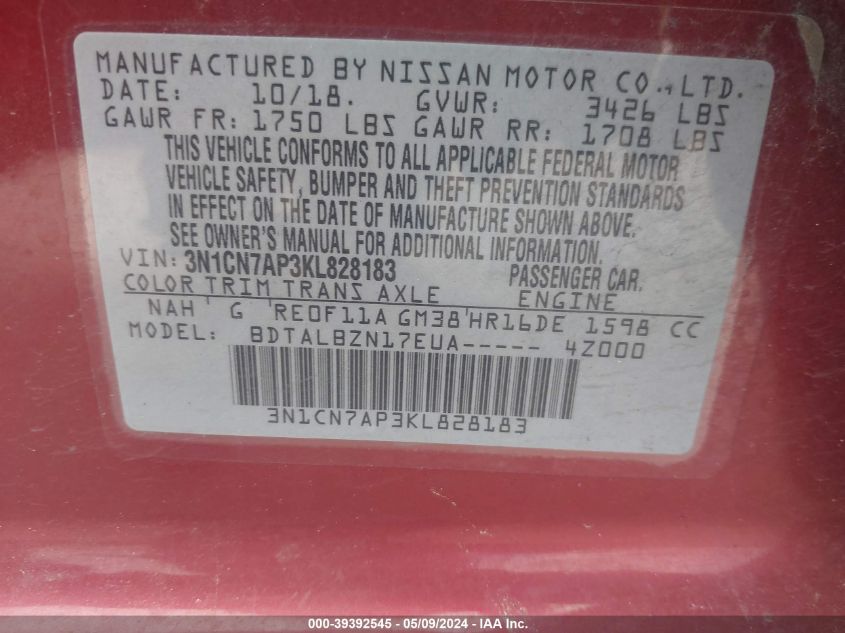 MANUFACTURED BY NISSAN MOTOR CO., LTD.
DATE: 10/18. GVWR: 3426 LBS
GAWR FR: 1750 LBS GAWR RR: 1708 LBS
THIS VEHICLE CONFORMS TO ALL APPLICABLE FEDERAL MOTOR
VEHICLE SAFETY, BUMPER AND THEFT PREVENTION STANDARDS
IN EFFECT ON THE DATE OF MANUFACTURE SHOWN ABOVE.
SEE OWNER'S MANUAL FOR ADDITIONAL INFORMATION.
VIN: 3N1CN7AP3KL828183 PASSENGER CAR.
COLOR TRIM TRANS AXLE ENGINE
NAH ' G 'RE0F11A GM38'HR16DE 1598 CC
MODEL: BDTALBZN17EUA----- 4Z000
3N1CN7AP3KL828183
000-39392545 - 05/09/2024 - IAA Inc.